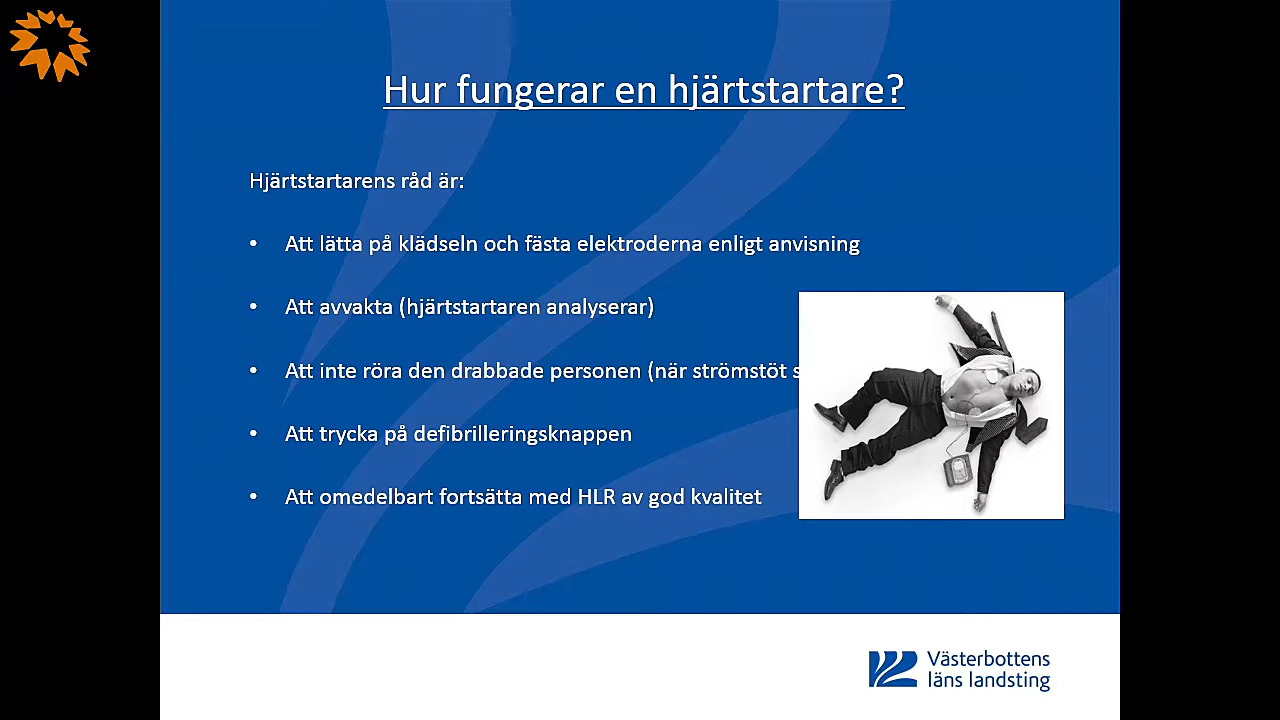 Hur fungerar en hjärtstartare?
Hjärtstartarens råd är:
• Att lätta på klädseln och fästa elektroderna enligt anvisning
• Att avvakta (hjärtstartaren analyserar)
• Att inte röra den drabbade personen (när strömstöt
• Att trycka på defibrilleringsknappen
• Att omedelbart fortsätta med HLR av god kvalitet
Västerbottens
läns landsting